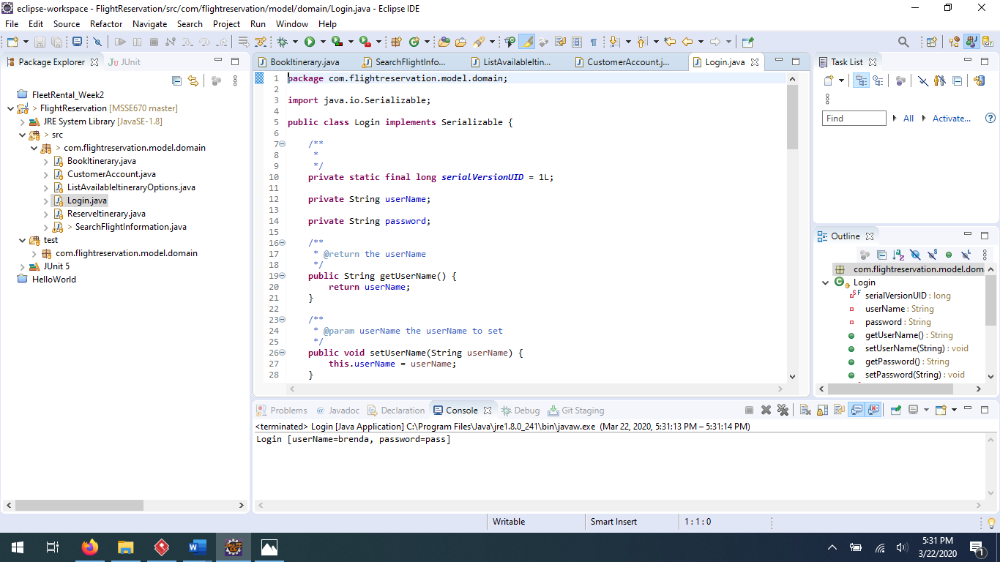 eclipse-workspace - FlightReservation/src/com/flightreservation/model/domain/Login.java - Eclipse IDE
File Edit Source Refactor Navigate Search Project Run Window Help
Package Explorer
JUnit
FleetRental_Week2
> FlightReservation [MSSE670 master]
JRE System Library [JavaSE-1.8]
> src
> com.flightreservation.model.domain
BookItinerary.java
CustomerAccount.java
ListAvailableItineraryOptions.java
Login.java
ReserveItinerary.java
> SearchFlightInformation.java
test
com.flightreservation.model.domain
JUnit 5
HelloWorld
BookItinerary.java SearchFlightInfo... ListAvailableItin... CustomerAccount.j... Login.java
1 package com.flightreservation.model.domain;
2
3 import java.io.Serializable;
4
5 public class Login implements Serializable {
6
7 /**
8 *
9 */
10 private static final long serialVersionUID = 1L;
11
12 private String userName;
13
14 private String password;
15
16 /**
17 * @return the userName
18 */
19 public String getUserName() {
20 return userName;
21 }
22
23 /**
24 * @param userName the userName to set
25 */
26 public void setUserName(String userName) {
27 this.userName = userName;
28 }
Task List
Find
All
Activate...
Outline
com.flightreservation.model.dom
Login
serialVersionUID : long
userName : String
password : String
getUserName() : String
setUserName(String) : void
getPassword() : String
setPassword(String) : void
Problems @ Javadoc Declaration Console Debug Git Staging
<terminated> Login [Java Application] C:\Program Files\Java\jre1.8.0_241\bin\javaw.exe (Mar 22, 2020, 5:31:13 PM – 5:31:14 PM)
Login [userName=brenda, password=pass]
Writable
Smart Insert
1 : 1 : 0
5:31 PM
3/22/2020
1